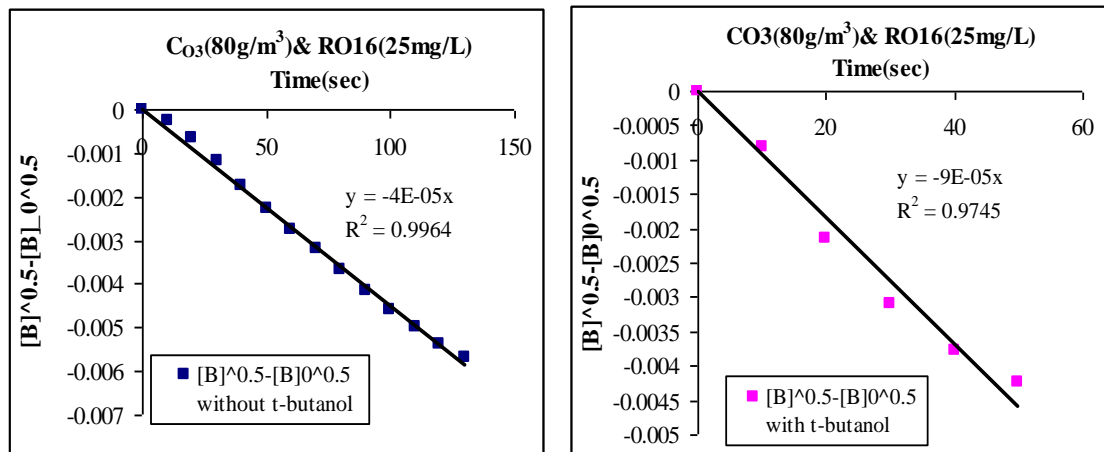 C_O3(80g/m³)& RO16(25mg/L)
Time(sec)
0
-0.001
-0.002
-0.003
-0.004
-0.005
-0.006
-0.007
0
50
100
150
[B]^0.5-[B]_0^0.5
y = -4E-05x
R² = 0.9964
[B]^0.5-[B]0^0.5
without t-butanol
CO3(80g/m³)& RO16(25mg/L)
Time(sec)
0
-0.0005
-0.001
-0.0015
-0.002
-0.0025
-0.003
-0.0035
-0.004
-0.0045
-0.005
0
20
40
60
[B]^0.5-[B]0^0.5
y = -9E-05x
R² = 0.9745
[B]^0.5-[B]0^0.5
with t-butanol